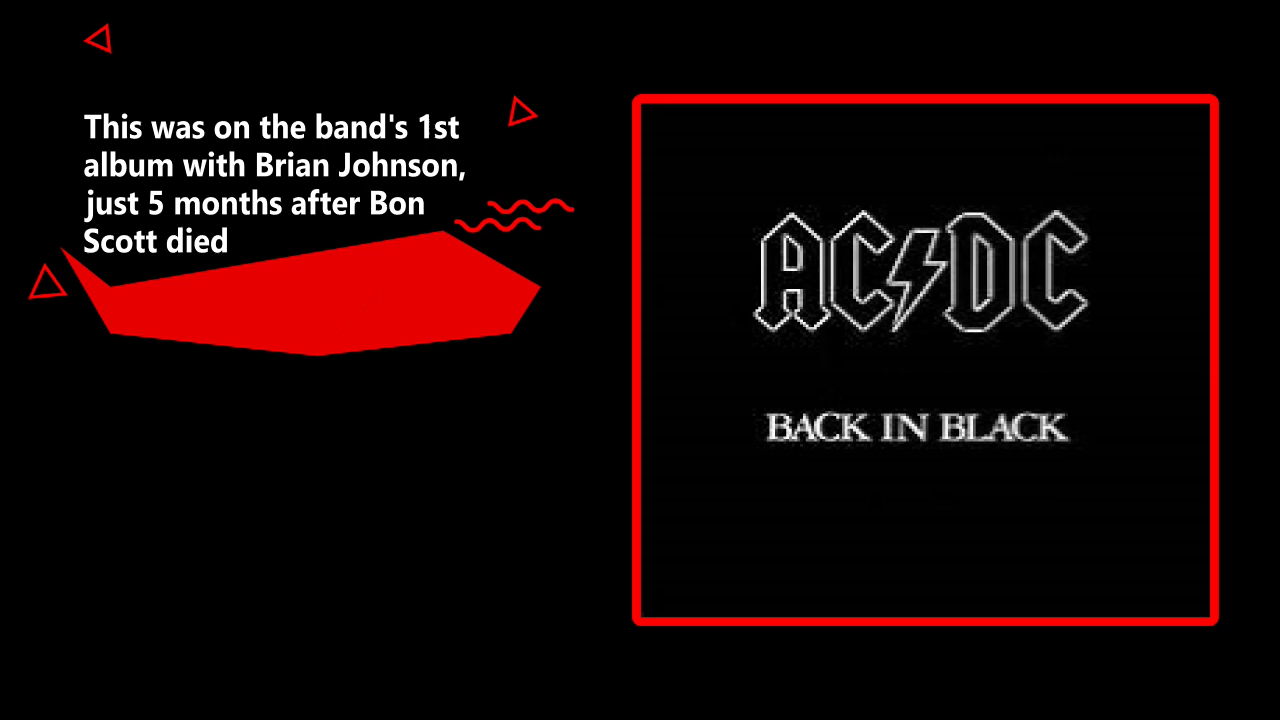 This was on the band's 1st
album with Brian Johnson,
just 5 months after Bon
Scott died
AC⚡DC
BACK IN BLACK